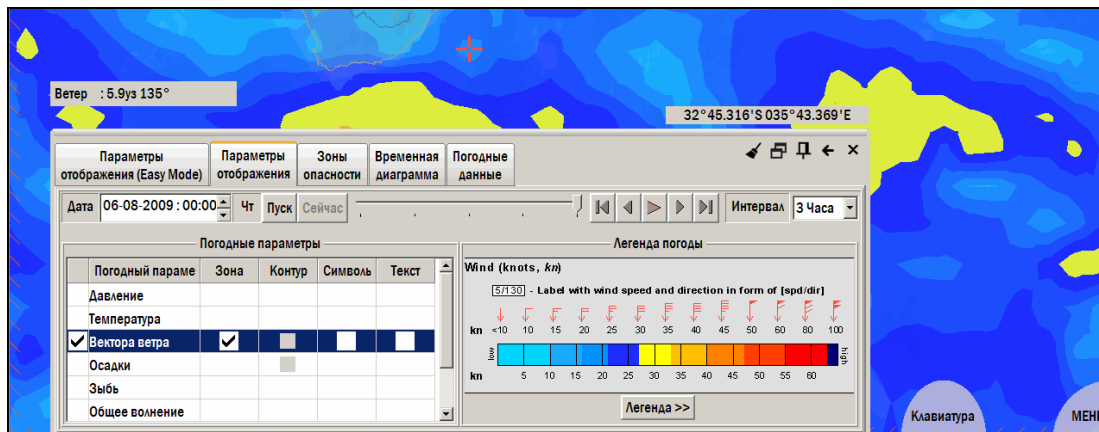 Ветер : 5.9уз 135°
32°45.316'S 035°43.369'E
Параметры отображения (Easy Mode)
Параметры отображения
Зоны опасности
Временная диаграмма
Погодные данные
Дата 06-08-2009 : 00:00 Чт Пуск Сейчас Интервал 3 Часа
Погодные параметры
Погодный параме Зона Контур Символь Текст
Давление
Температура
Вектора ветра
Осадки
Зыбь
Общее волнение
Легенда погоды
Wind (knots, kn)
5/130 - Label with wind speed and direction in form of [spd/dir]
kn <10 10 15 20 25 30 35 40 45 50 60 80 100
low high
kn 5 10 15 20 25 30 35 40 45 50 55 60
Легенда >>
Клавиатура
МЕНЮ